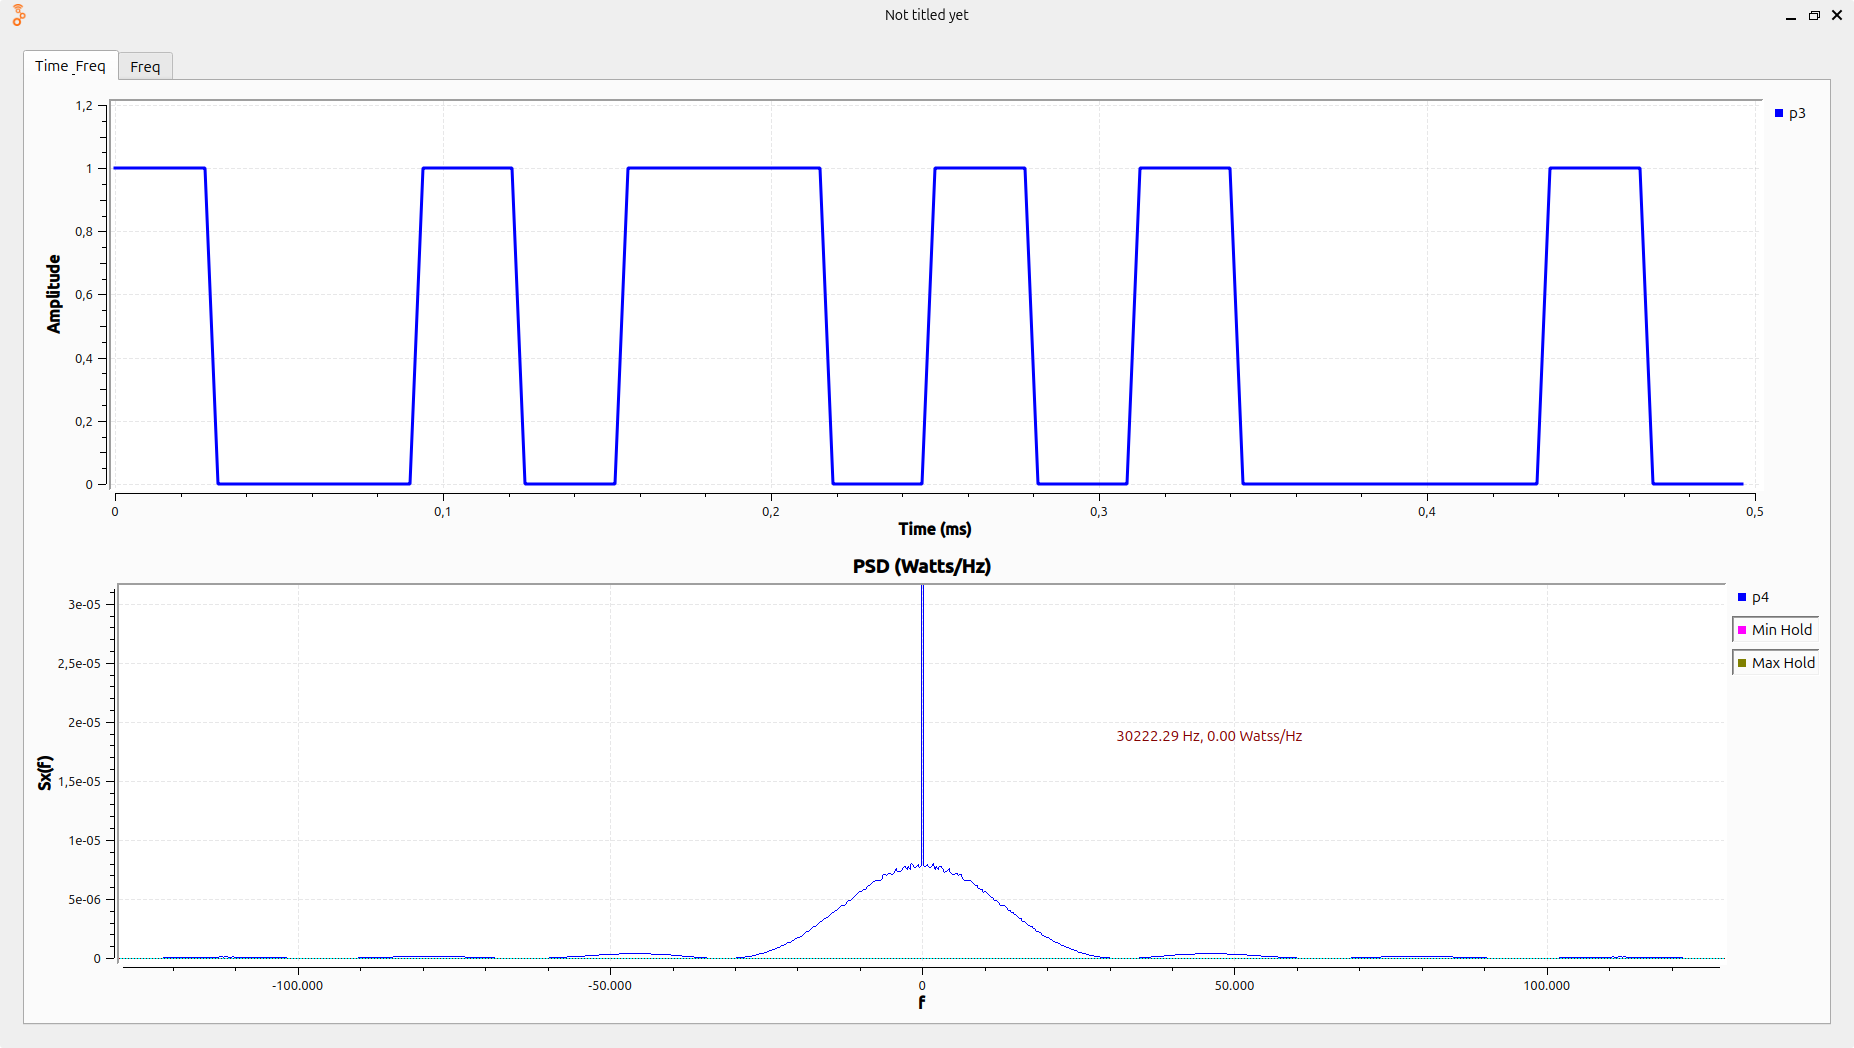 Not titled yet
Time_Freq
Freq
1,2
1
0,8
0,6
0,4
0,2
0
Amplitude
p3
0
0,1
0,2
0,3
0,4
0,5
Time (ms)
PSD (Watts/Hz)
3e-05
2,5e-05
2e-05
1,5e-05
1e-05
5e-06
0
Sx(f)
p4
Min Hold
Max Hold
30222.29 Hz, 0.00 Watss/Hz
-100.000
-50.000
0
50.000
100.000
f